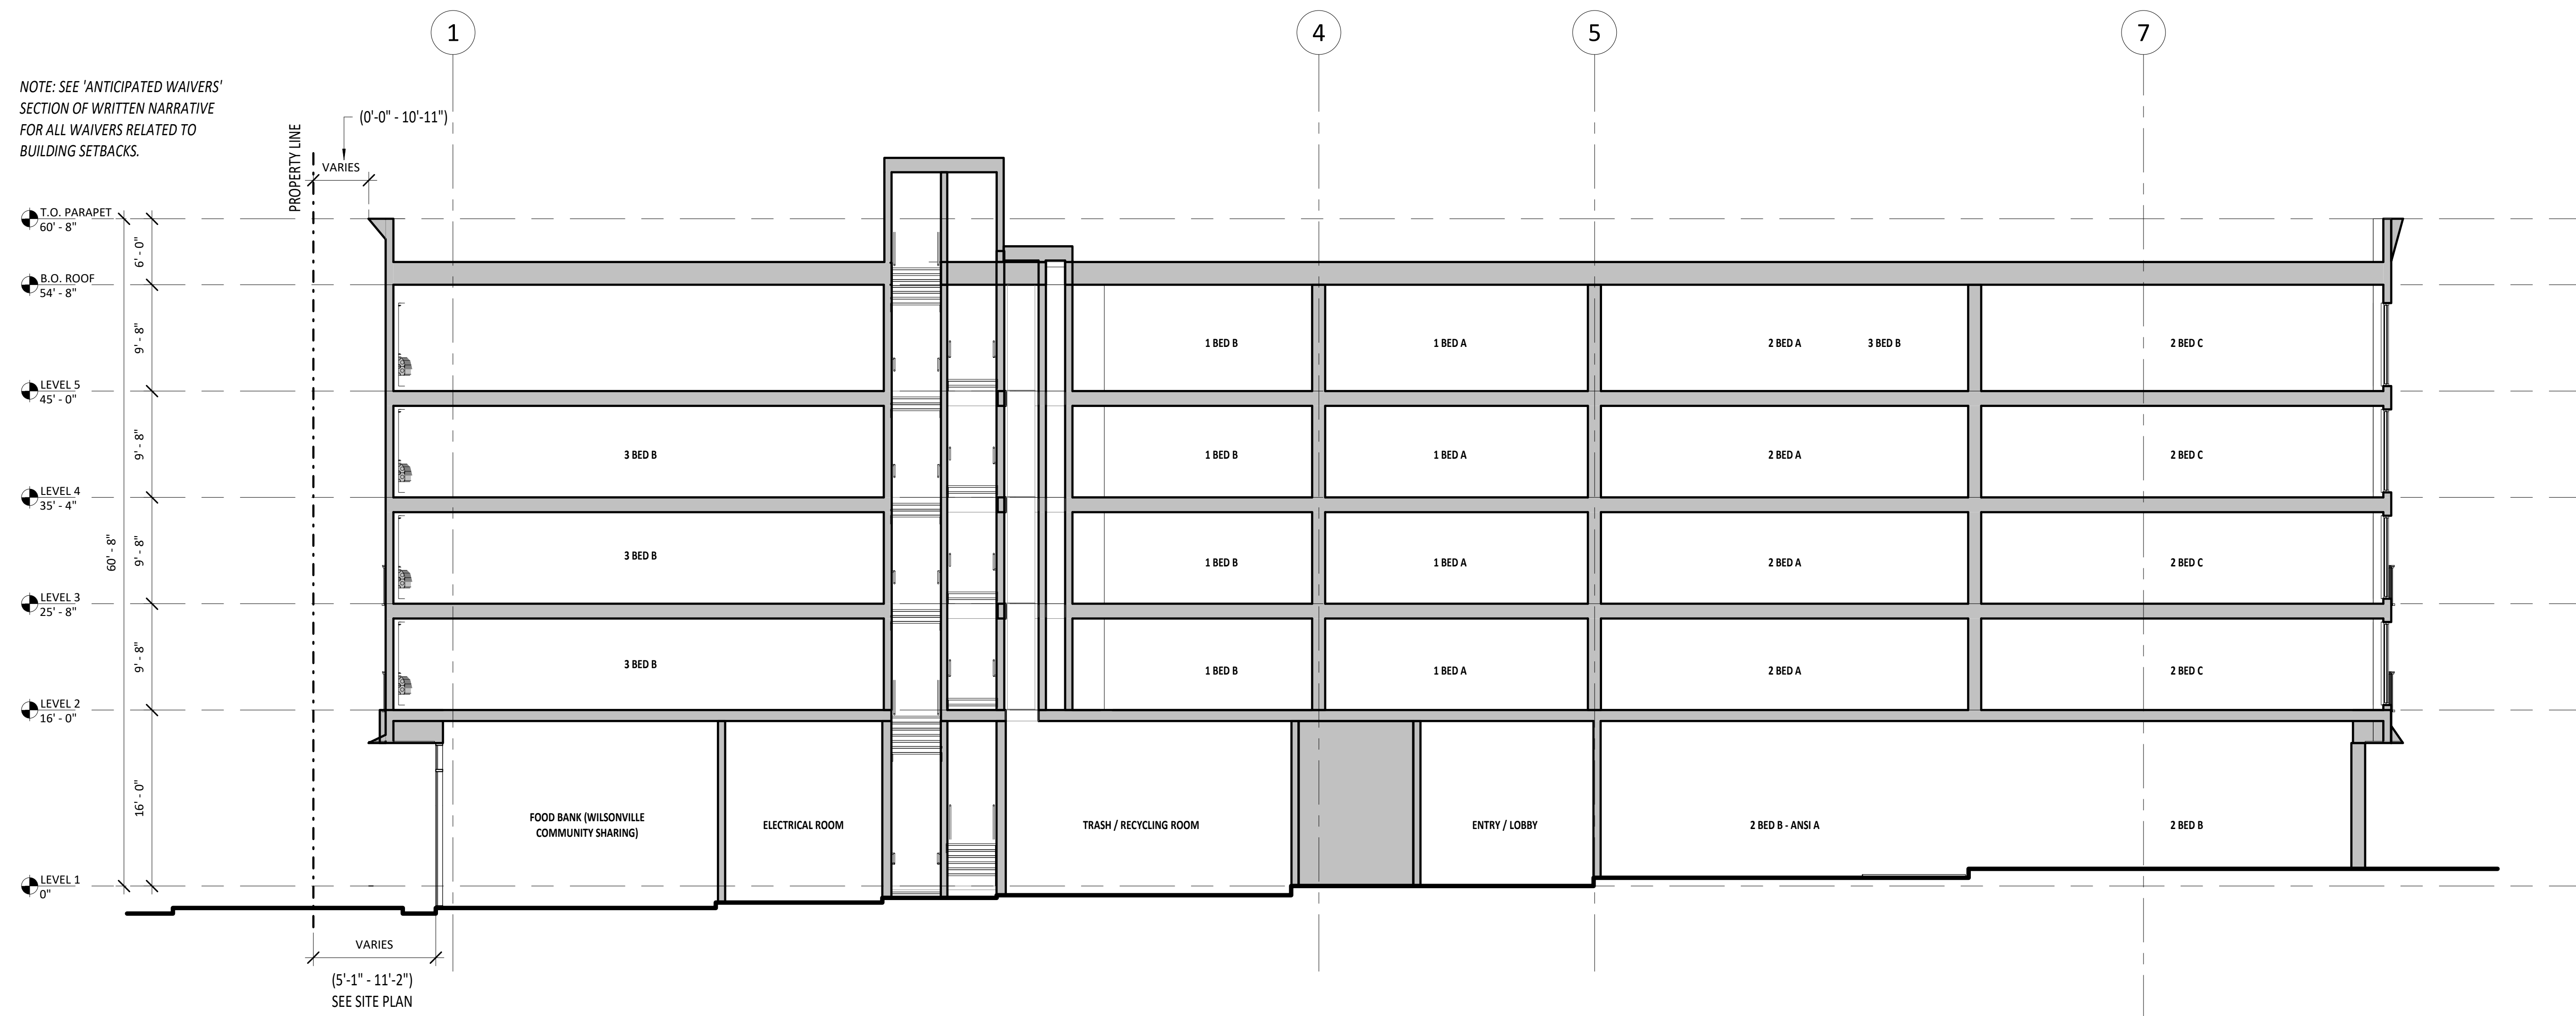 1
4
5
7
NOTE: SEE 'ANTICIPATED WAIVERS'
SECTION OF WRITTEN NARRATIVE
FOR ALL WAIVERS RELATED TO
BUILDING SETBACKS.
PROPERTY LINE
(0'-0" - 10'-11")
VARIES
T.O. PARAPET
60' - 8"
6' - 0"
B.O. ROOF
54' - 8"
9' - 8"
1 BED B
1 BED A
2 BED A
3 BED B
2 BED C
LEVEL 5
45' - 0"
9' - 8"
3 BED B
1 BED B
1 BED A
2 BED A
2 BED C
LEVEL 4
35' - 4"
60' - 8"
9' - 8"
3 BED B
1 BED B
1 BED A
2 BED A
2 BED C
LEVEL 3
25' - 8"
9' - 8"
3 BED B
1 BED B
1 BED A
2 BED A
2 BED C
LEVEL 2
16' - 0"
16' - 0"
FOOD BANK (WILSONVILLE
COMMUNITY SHARING)
ELECTRICAL ROOM
TRASH / RECYCLING ROOM
ENTRY / LOBBY
2 BED B - ANSI A
2 BED B
LEVEL 1
0"
VARIES
(5'-1" - 11'-2")
SEE SITE PLAN